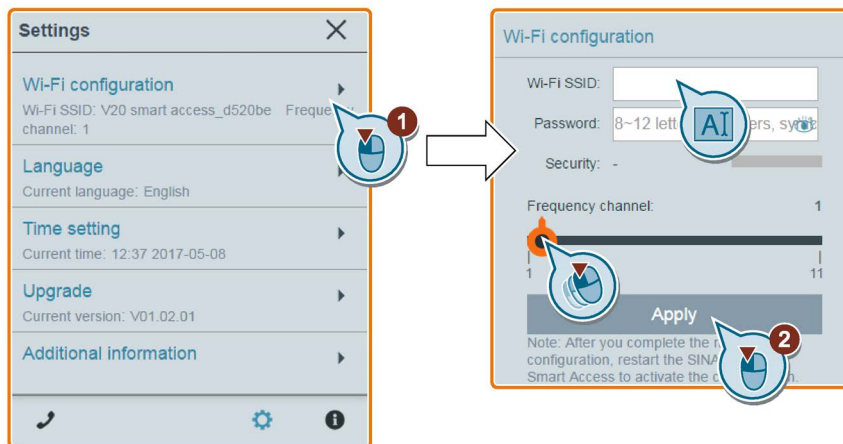 Settings
Wi-Fi configuration
Wi-Fi SSID: V20 smart access_d520be
channel: 1
1
Language
Current language: English
Time setting
Current time: 12:37 2017-05-08
Upgrade
Current version: V01.02.01
Additional information
Wi-Fi configuration
Wi-Fi SSID:
Password: 8~12
AI
Security: -
Frequency channel: 1
1 11
Apply
2
Note: After you complete the
configuration, restart the
Smart Access to activate the